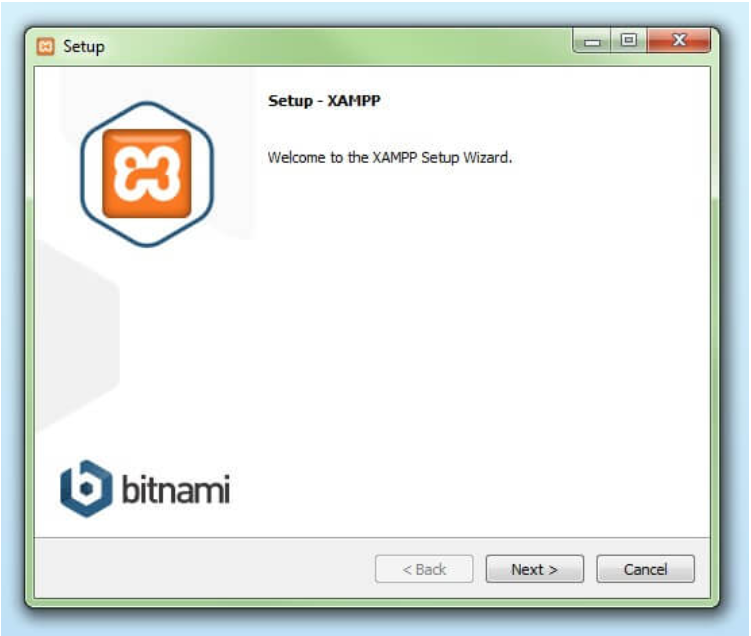 Setup
Setup - XAMPP
Welcome to the XAMPP Setup Wizard.
bitnami
< Back
Next >
Cancel